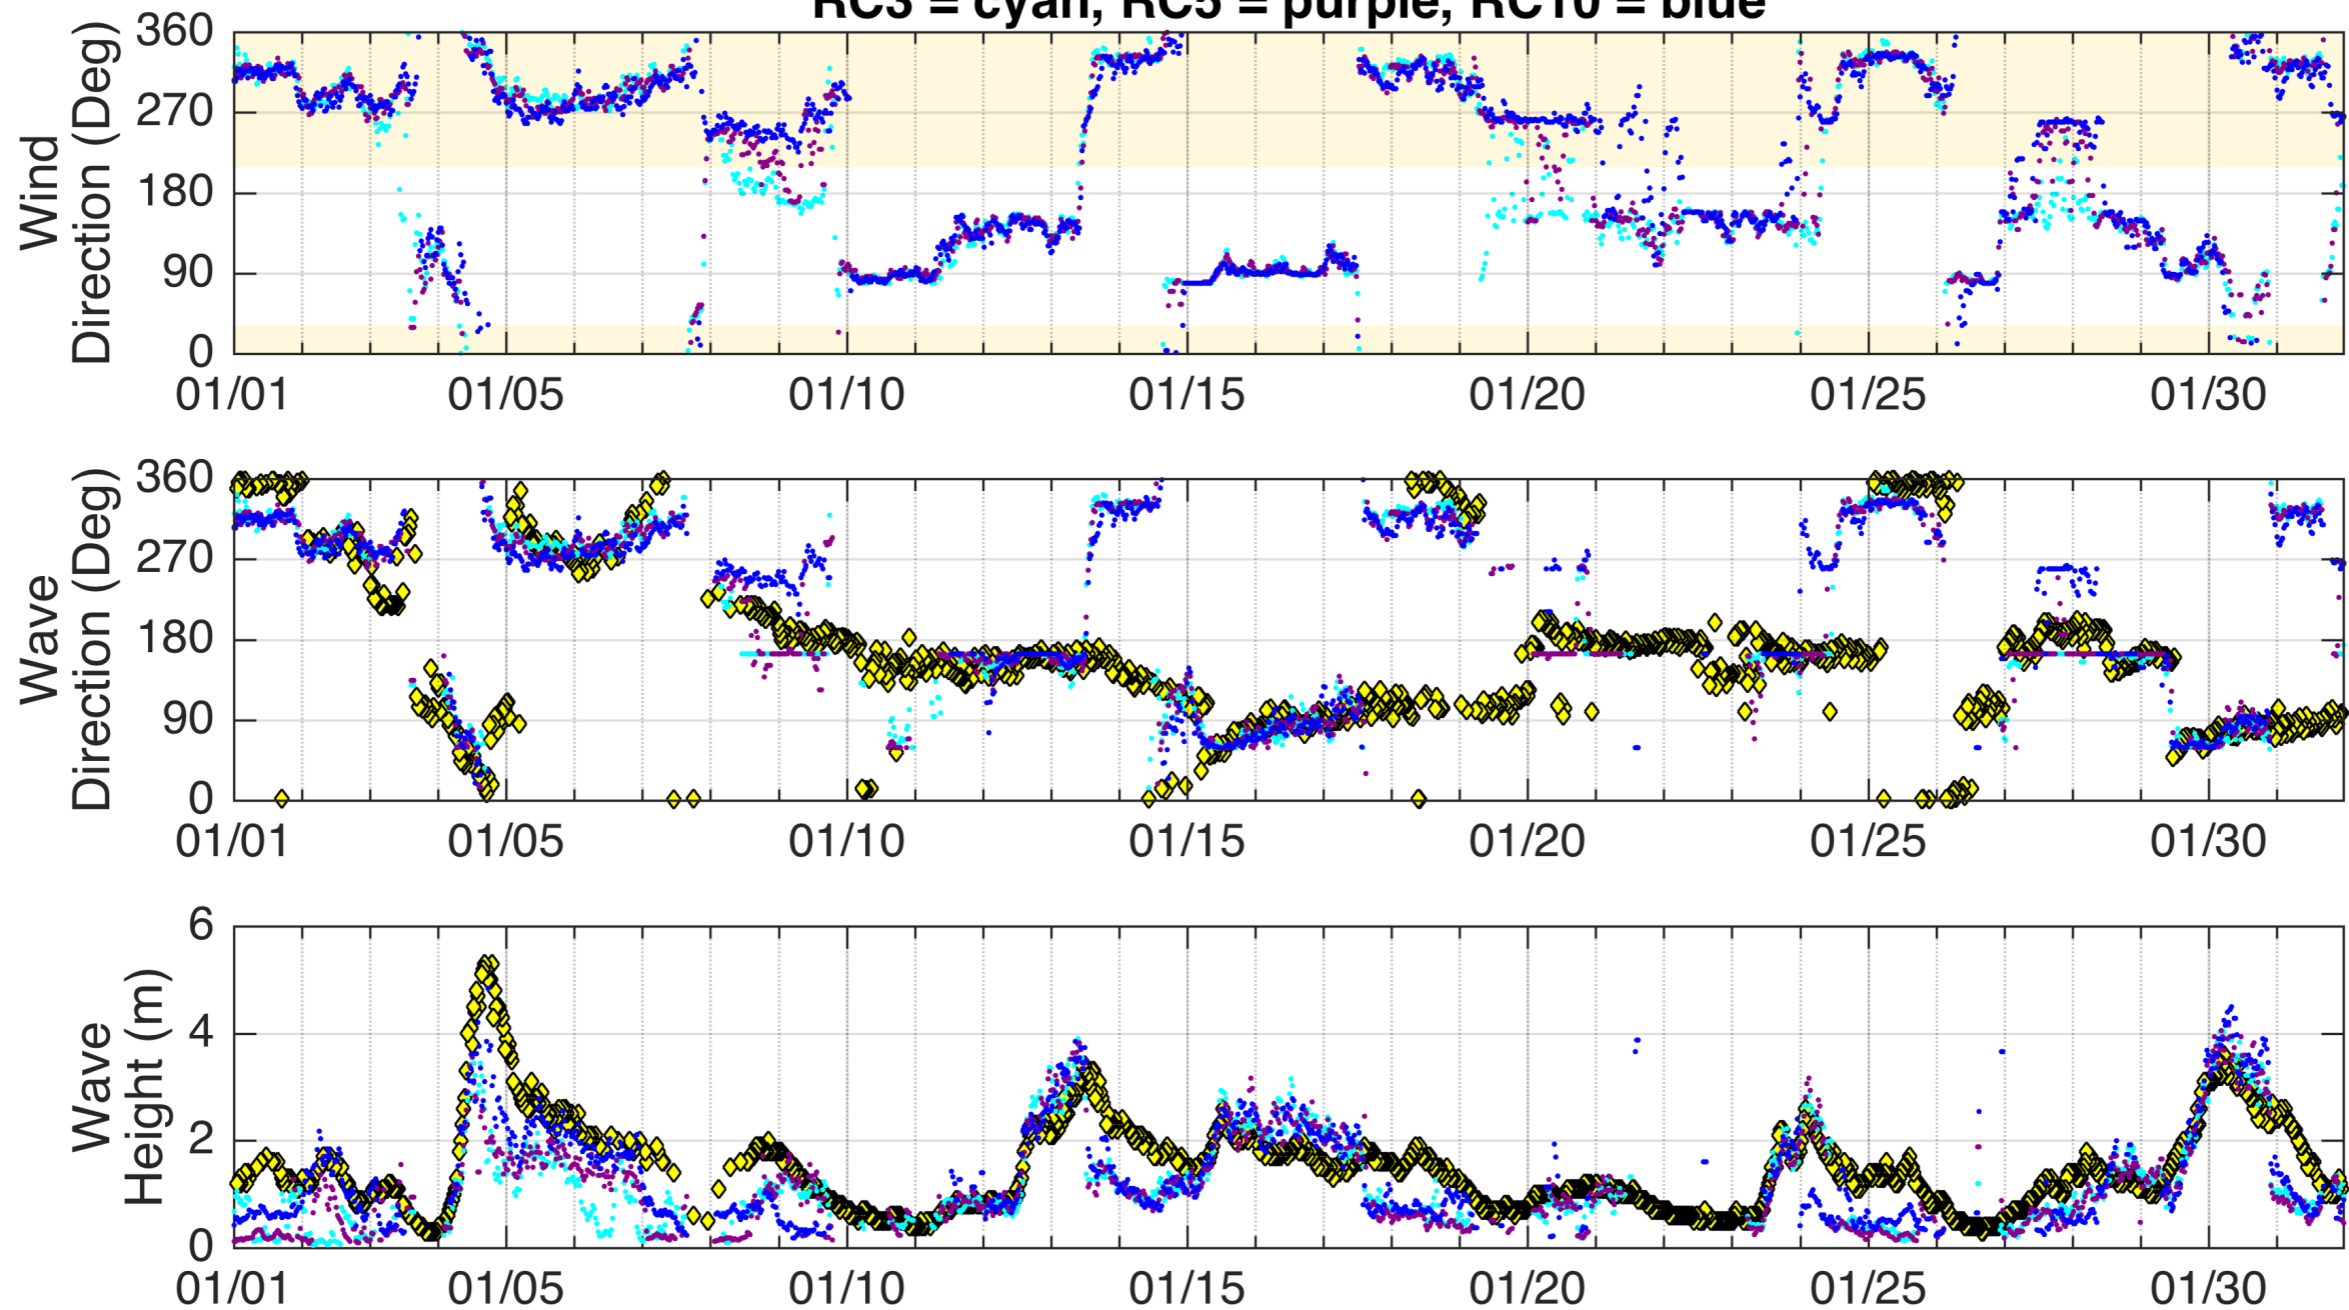 RC3 = cyan, RC5 = purple, RC10 = blue
Wind
Direction (Deg)
360
270
180
90
0
01/01 01/05 01/10 01/15 01/20 01/25 01/30
Wave
Direction (Deg)
360
270
180
90
0
01/01 01/05 01/10 01/15 01/20 01/25 01/30
Wave
Height (m)
6
4
2
0
01/01 01/05 01/10 01/15 01/20 01/25 01/30